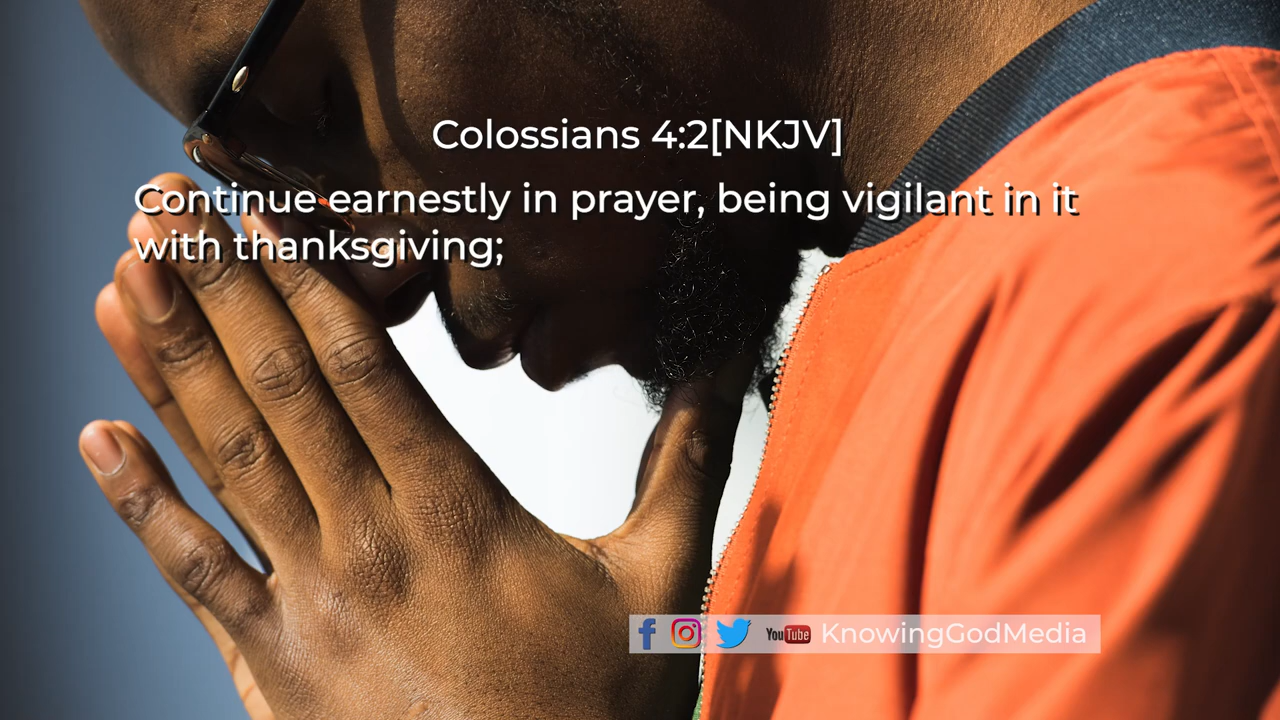 Colossians 4:2[NKJV]
Continue earnestly in prayer, being vigilant in it
with thanksgiving;
f YouTube KnowingGodMedia